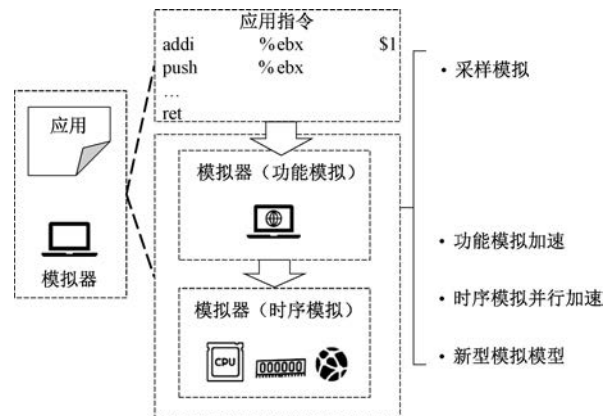 应用指令
addi %ebx $1
push %ebx
…
ret
应用
模拟器
模拟器（功能模拟）
模拟器（时序模拟）
CPU
000000
• 采样模拟
• 功能模拟加速
• 时序模拟并行加速
• 新型模拟模型